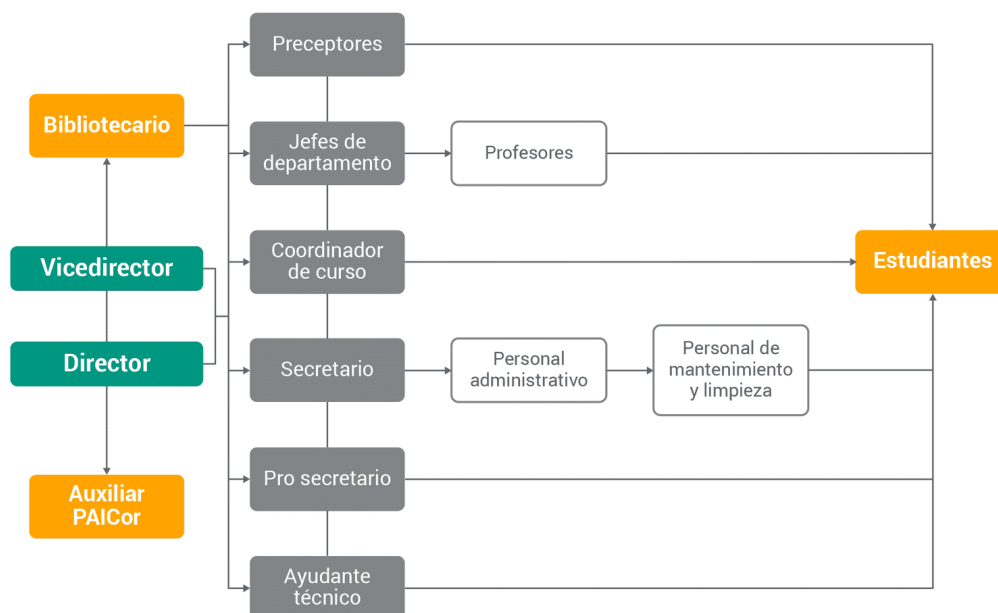 Preceptores
Bibliotecario
Jefes de
departamento
Profesores
Vicedirector
Coordinador
de curso
Estudiantes
Director
Secretario
Personal
administrativo
Personal de
mantenimiento
y limpieza
Auxiliar
PAICor
Pro secretario
Ayudante
técnico